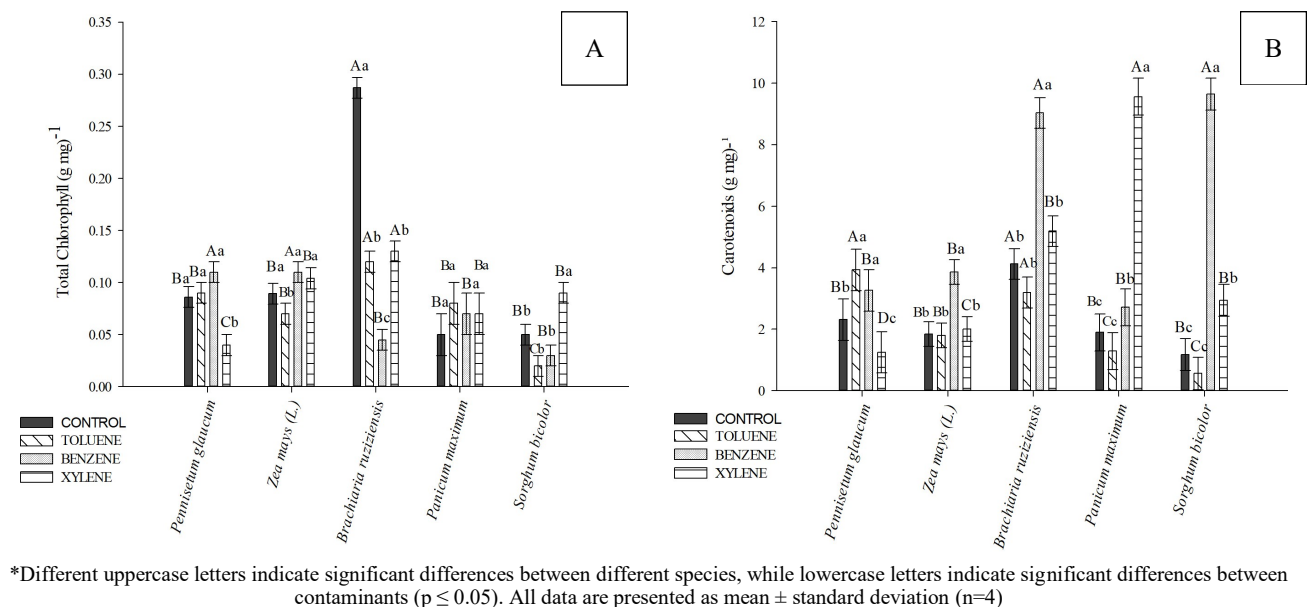 A
Total Chlorophyll (g mg)-1
0.35
0.30
0.25
0.20
0.15
0.10
0.05
0.00
Ba Ba Aa Cb
Ba Bb Aa Ba
Aa Ab Bc Ab
Ba Ba Ba Ba
Bb Cb Bb Ba
Pennisetum glaucum
Zea mays (L.)
Brachiaria ruziziensis
Panicum maximum
Sorghum bicolor
CONTROL
TOLUENE
BENZENE
XYLENE
B
Carotenoids (g mg)-1
12
10
8
6
4
2
0
Bb Aa Ba Dc
Bb Bb Ba Cb
Ab Ab Aa Bb
Bc Cc Bb Aa
Bc Cc Aa Bb
Pennisetum glaucum
Zea mays (L.)
Brachiaria ruziziensis
Panicum maximum
Sorghum bicolor
CONTROL
TOLUENE
BENZENE
XYLENE
*Different uppercase letters indicate significant differences between different species, while lowercase letters indicate significant differences between
contaminants (p ≤ 0.05). All data are presented as mean ± standard deviation (n=4)